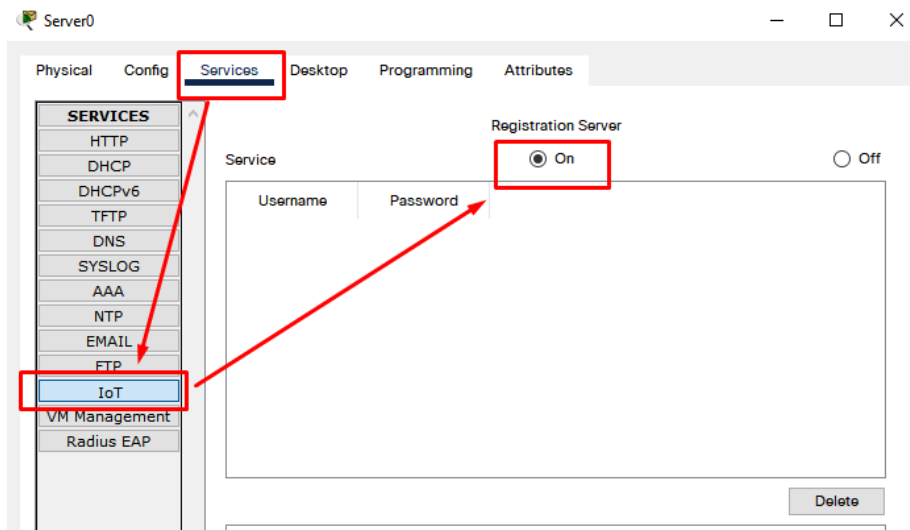 Server0
Physical Config Services Desktop Programming Attributes
SERVICES
HTTP
DHCP
DHCPv6
TFTP
DNS
SYSLOG
AAA
NTP
EMAIL
FTP
IoT
VM Management
Radius EAP
Registration Server
Service On Off
Username Password
Delete